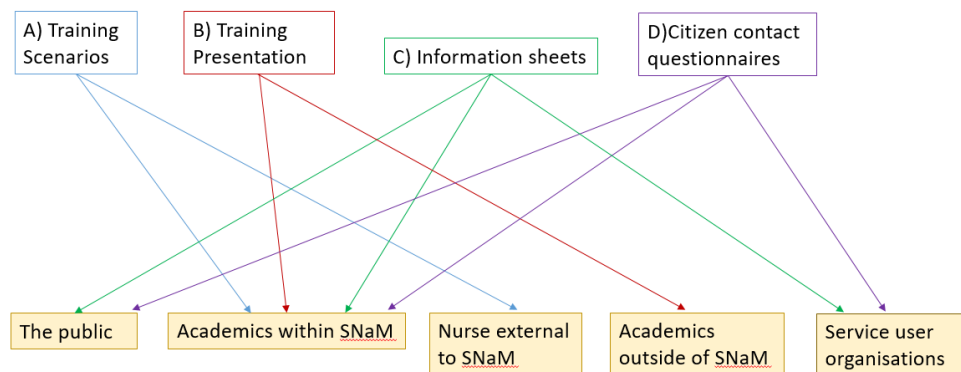 A) Training
Scenarios
B) Training
Presentation
C) Information sheets
D)Citizen contact
questionnaires
The public
Academics within SNaM
Nurse external
to SNaM
Academics
outside of SNaM
Service user
organisations